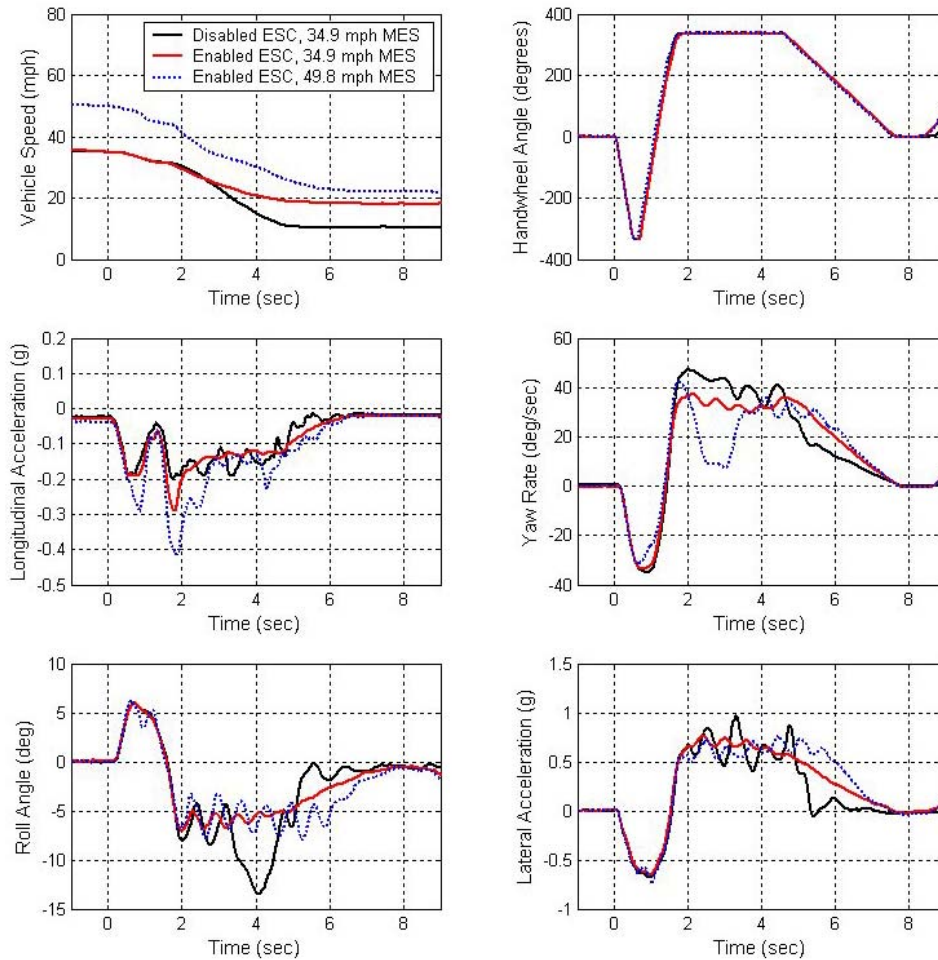 Disabled ESC, 34.9 mph MES
Enabled ESC, 34.9 mph MES
Enabled ESC, 49.8 mph MES
Vehicle Speed (mph)
80
60
40
20
0
0 2 4 6 8
Time (sec)
Handwheel Angle (degrees)
400
200
0
-200
-400
0 2 4 6 8
Time (sec)
Longitudinal Acceleration (g)
0.2
0.1
0
-0.1
-0.2
-0.3
-0.4
-0.5
0 2 4 6 8
Time (sec)
Yaw Rate (deg/sec)
60
40
20
0
-20
-40
0 2 4 6 8
Time (sec)
Roll Angle (deg)
10
5
0
-5
-10
-15
0 2 4 6 8
Time (sec)
Lateral Acceleration (g)
1.5
1
0.5
0
-0.5
-1
0 2 4 6 8
Time (sec)